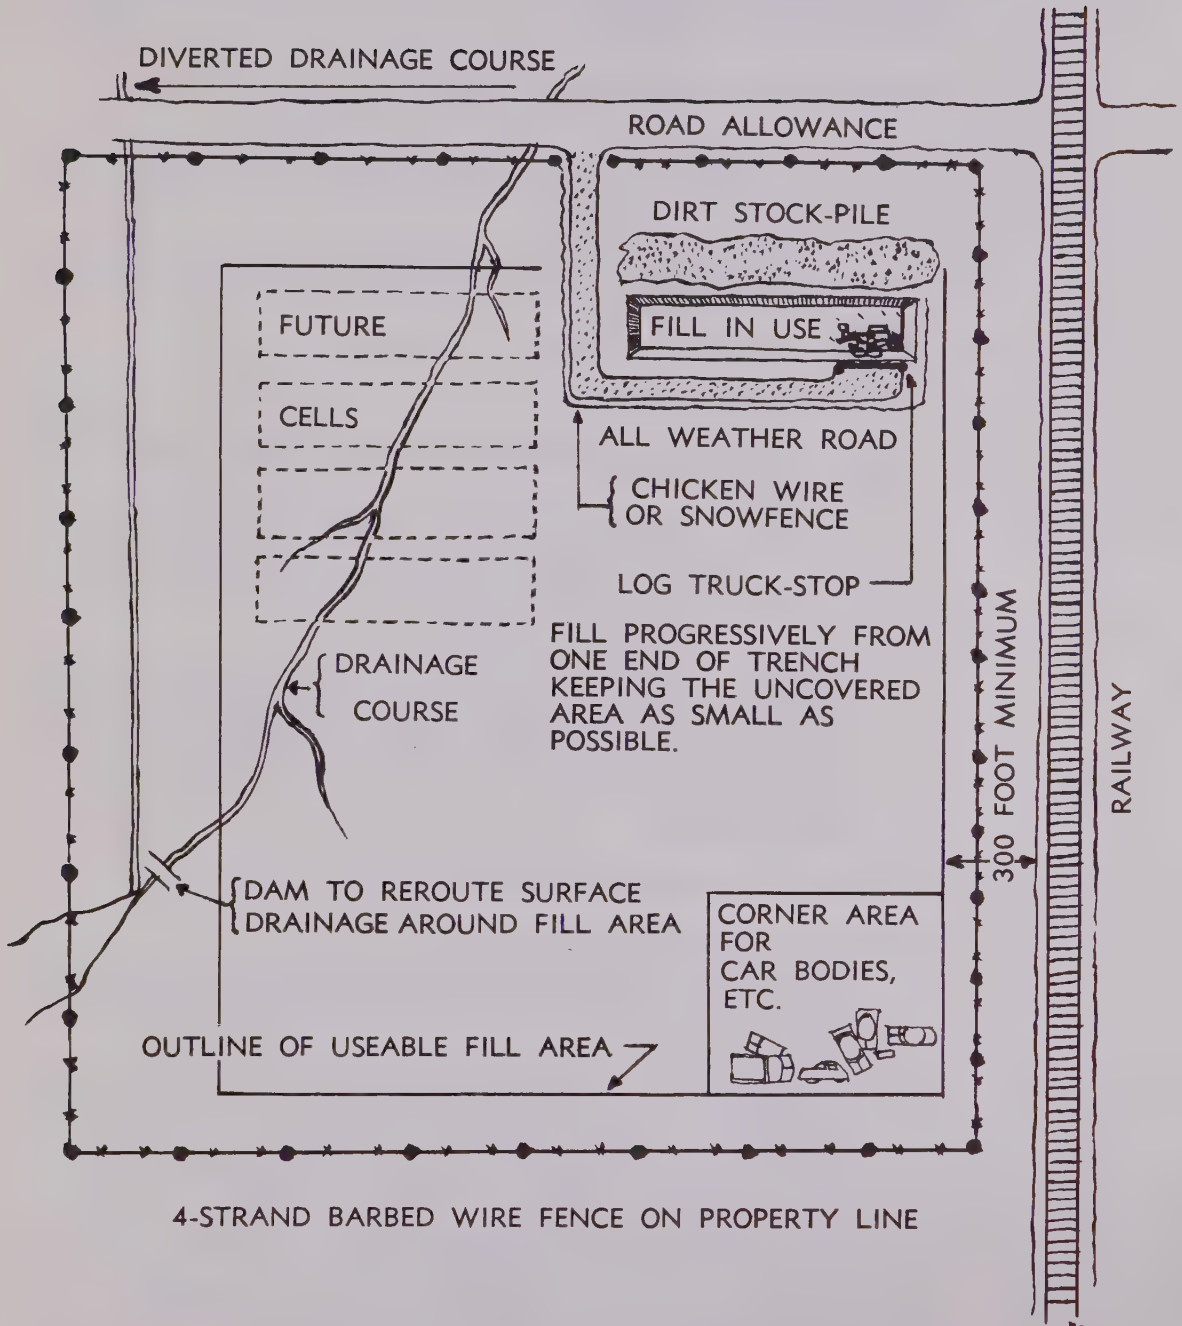 DIVERTED DRAINAGE COURSE
ROAD ALLOWANCE
DIRT STOCK-PILE
FUTURE
FILL IN USE
CELLS
ALL WEATHER ROAD
CHICKEN WIRE
OR SNOWFENCE
LOG TRUCK-STOP
FILL PROGRESSIVELY FROM
ONE END OF TRENCH
KEEPING THE UNCOVERED
AREA AS SMALL AS
POSSIBLE.
DRAINAGE
COURSE
300 FOOT MINIMUM
RAILWAY
DAM TO REROUTE SURFACE
DRAINAGE AROUND FILL AREA
CORNER AREA
FOR
CAR BODIES,
ETC.
OUTLINE OF USEABLE FILL AREA
4-STRAND BARBED WIRE FENCE ON PROPERTY LINE